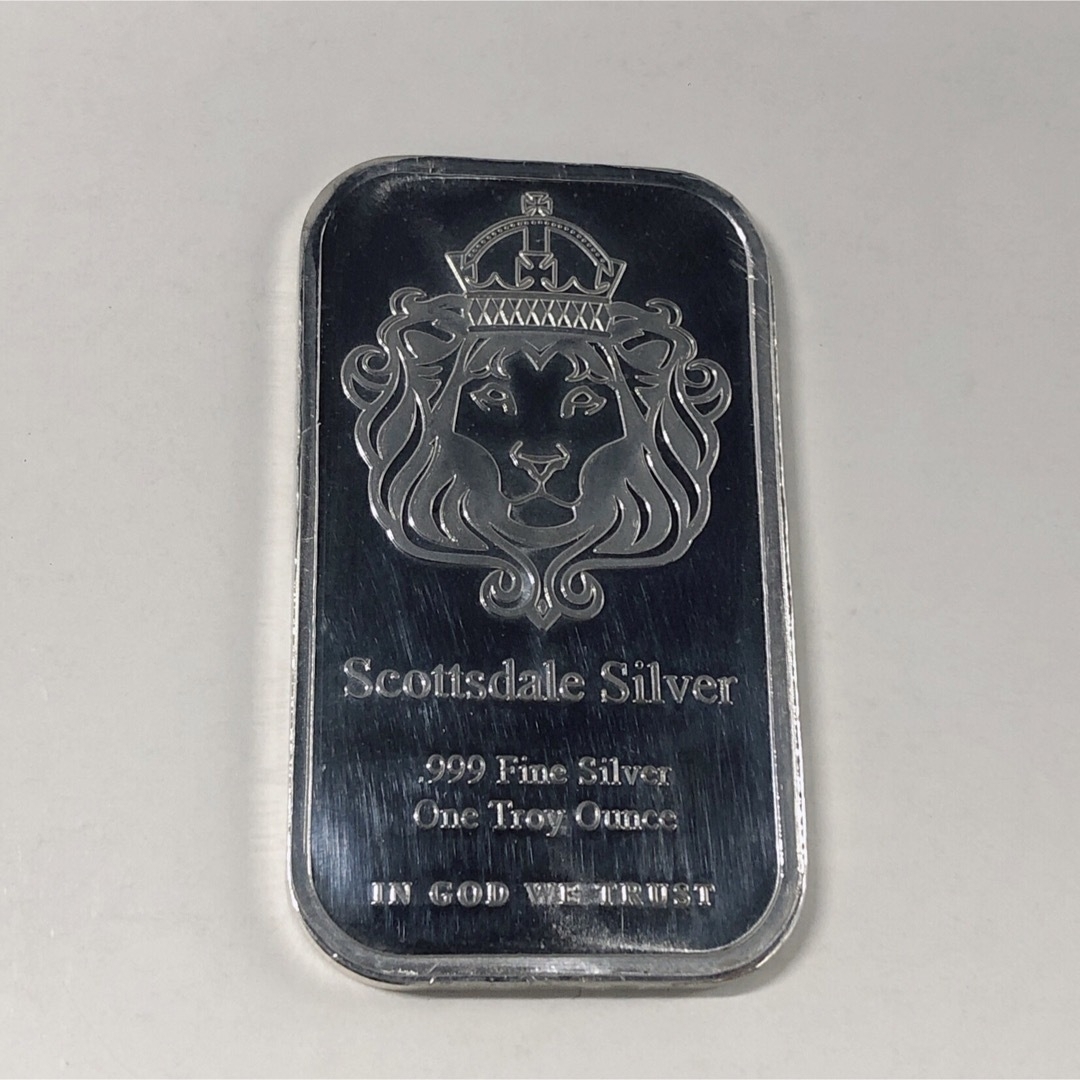 Scottsdale Silver
.999 Fine Silver
One Troy Ounce
IN GOD WE TRUST